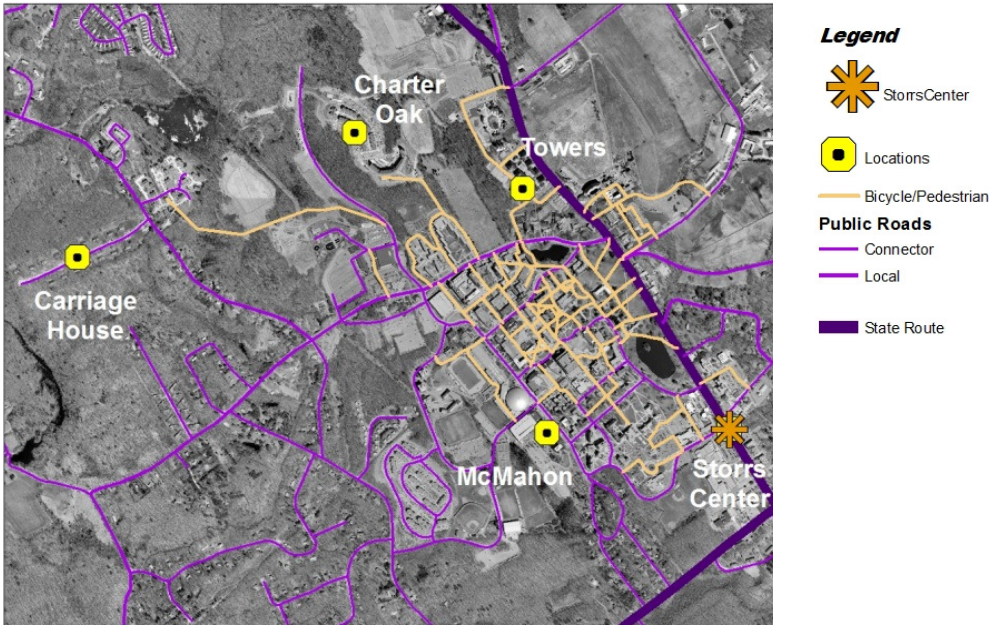 Charter
Oak
Towers
Carriage
House
McMahon
Storrs
Center
Legend
StorrsCenter
Locations
Bicycle/Pedestrian
Public Roads
Connector
Local
State Route